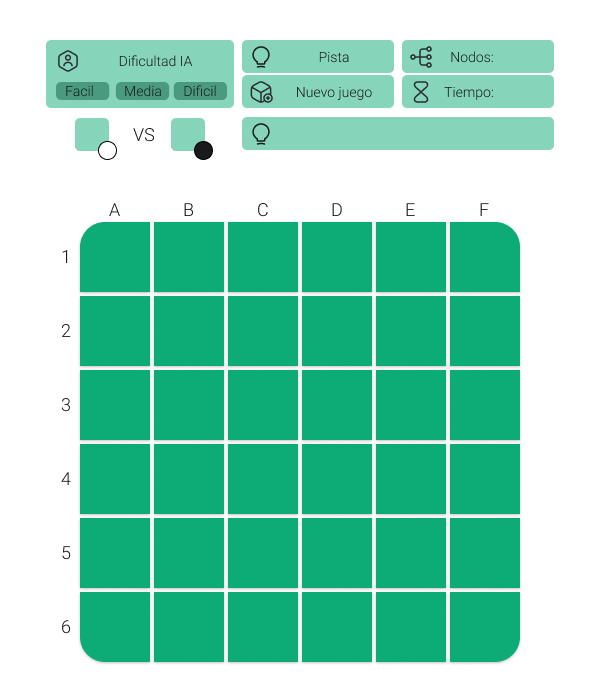 Dificultad IA
Facil Media Dificil
Pista
Nuevo juego
Nodos:
Tiempo:
VS
A B C D E F
1
2
3
4
5
6